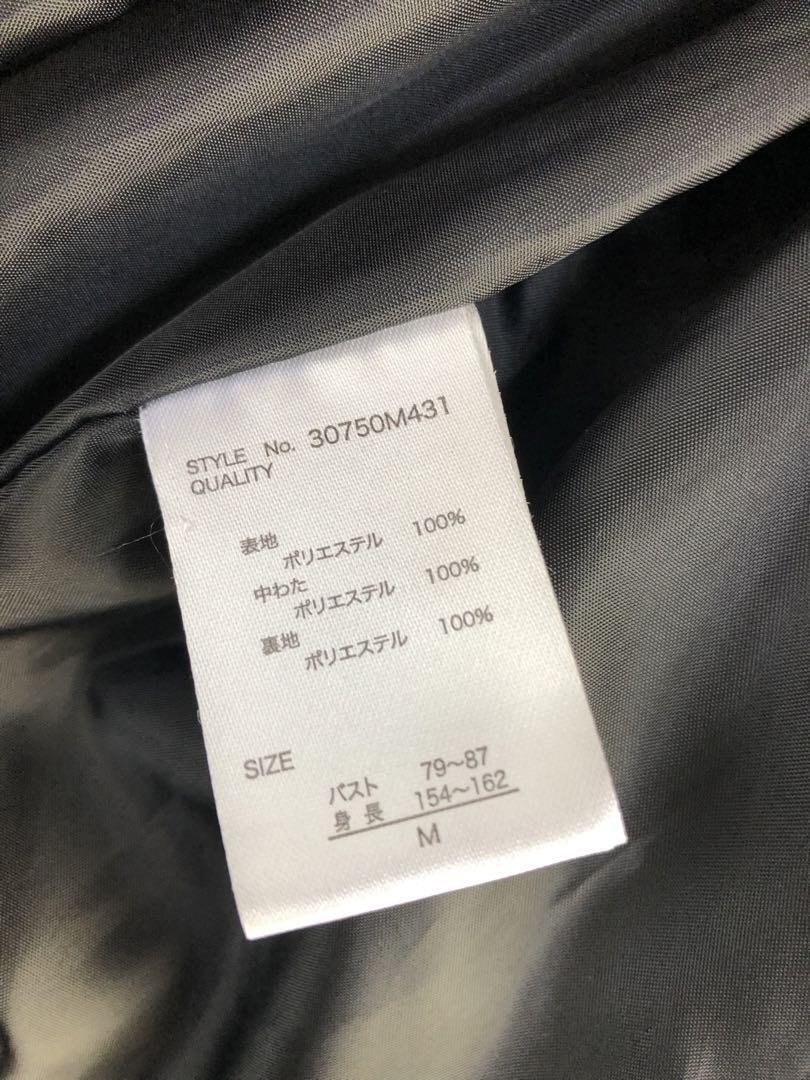 STYLE No. 30750M431
QUALITY
表地
ポリエステル 100%
中わた
ポリエステル 100%
裏地
ポリエステル 100%
SIZE
バスト 79～87
身長 154～162
M